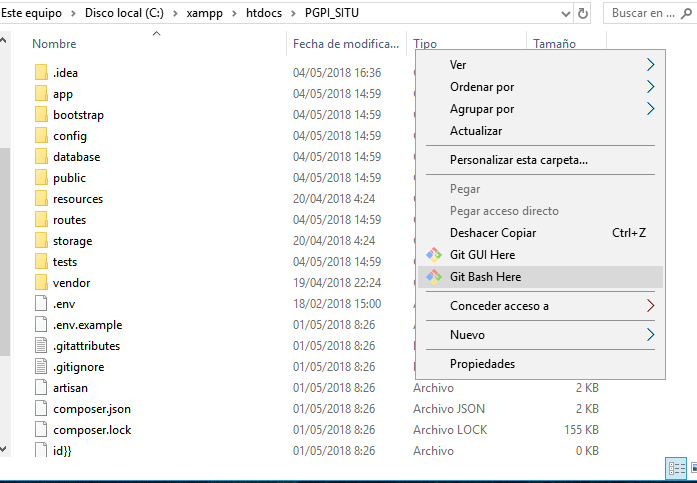 Este equipo > Disco local (C:) > xampp > htdocs > PGPI_SITU
Buscar en ...
Nombre Fecha de modifica... Tipo Tamaño
.idea 04/05/2018 16:36
app 04/05/2018 14:59
bootstrap 04/05/2018 14:59
config 04/05/2018 14:59
database 04/05/2018 14:59
public 04/05/2018 14:59
resources 20/04/2018 4:24
routes 04/05/2018 14:59
storage 20/04/2018 4:24
tests 04/05/2018 14:59
vendor 19/04/2018 22:24
.env 18/02/2018 15:00
.env.example 01/05/2018 8:26
.gitattributes 01/05/2018 8:26
.gitignore 01/05/2018 8:26
artisan 01/05/2018 8:26 Archivo 2 KB
composer.json 01/05/2018 8:26 Archivo JSON 2 KB
composer.lock 01/05/2018 8:26 Archivo LOCK 155 KB
id}} 01/05/2018 8:26 Archivo 0 KB
Ver
Ordenar por
Agrupar por
Actualizar
Personalizar esta carpeta...
Pegar
Pegar acceso directo
Deshacer Copiar Ctrl+Z
Git GUI Here
Git Bash Here
Conceder acceso a
Nuevo
Propiedades